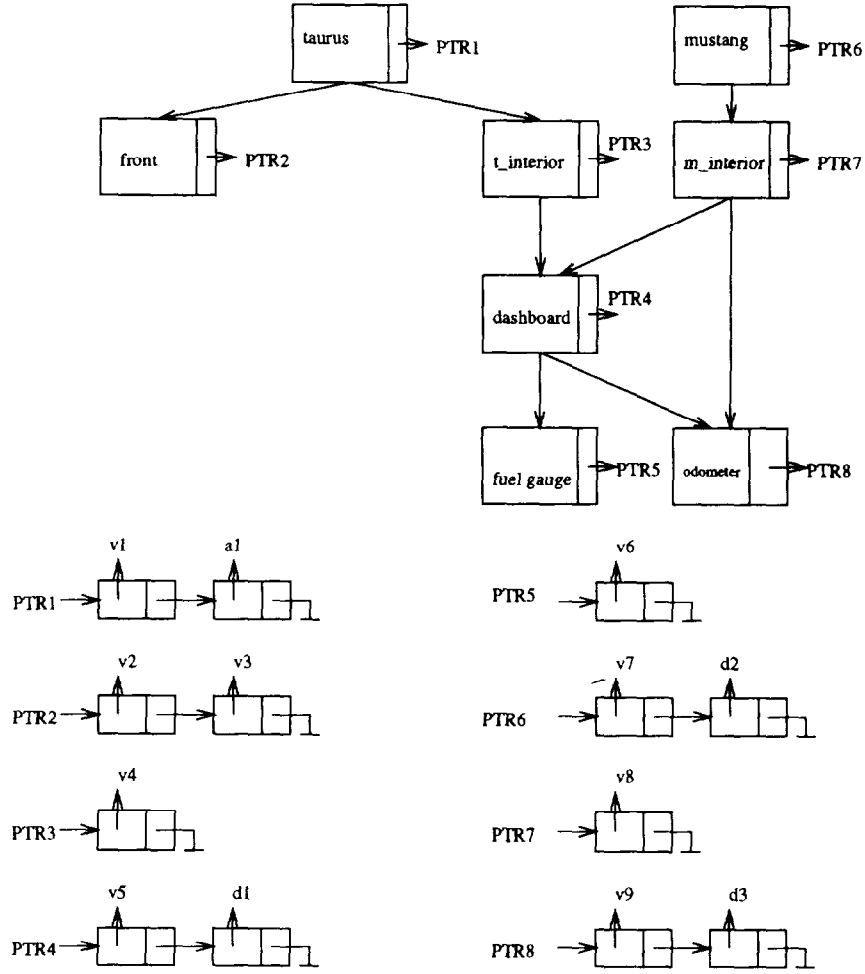 taurus
PTR1
mustang
PTR6
front
PTR2
t_interior
PTR3
m_interior
PTR7
dashboard
PTR4
fuel gauge
PTR5
odometer
PTR8
v1
a1
PTR1
v6
PTR5
v2
v3
PTR2
v7
d2
PTR6
v4
PTR3
v8
PTR7
v5
d1
PTR4
v9
d3
PTR8